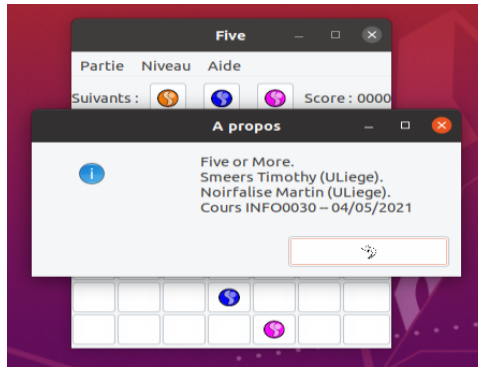 Five
Partie Niveau Aide
Suivants : Score : 0000
A propos
Five or More.
Smeers Timothy (ULiege).
Noirfalise Martin (ULiege).
Cours INFO0030 – 04/05/2021